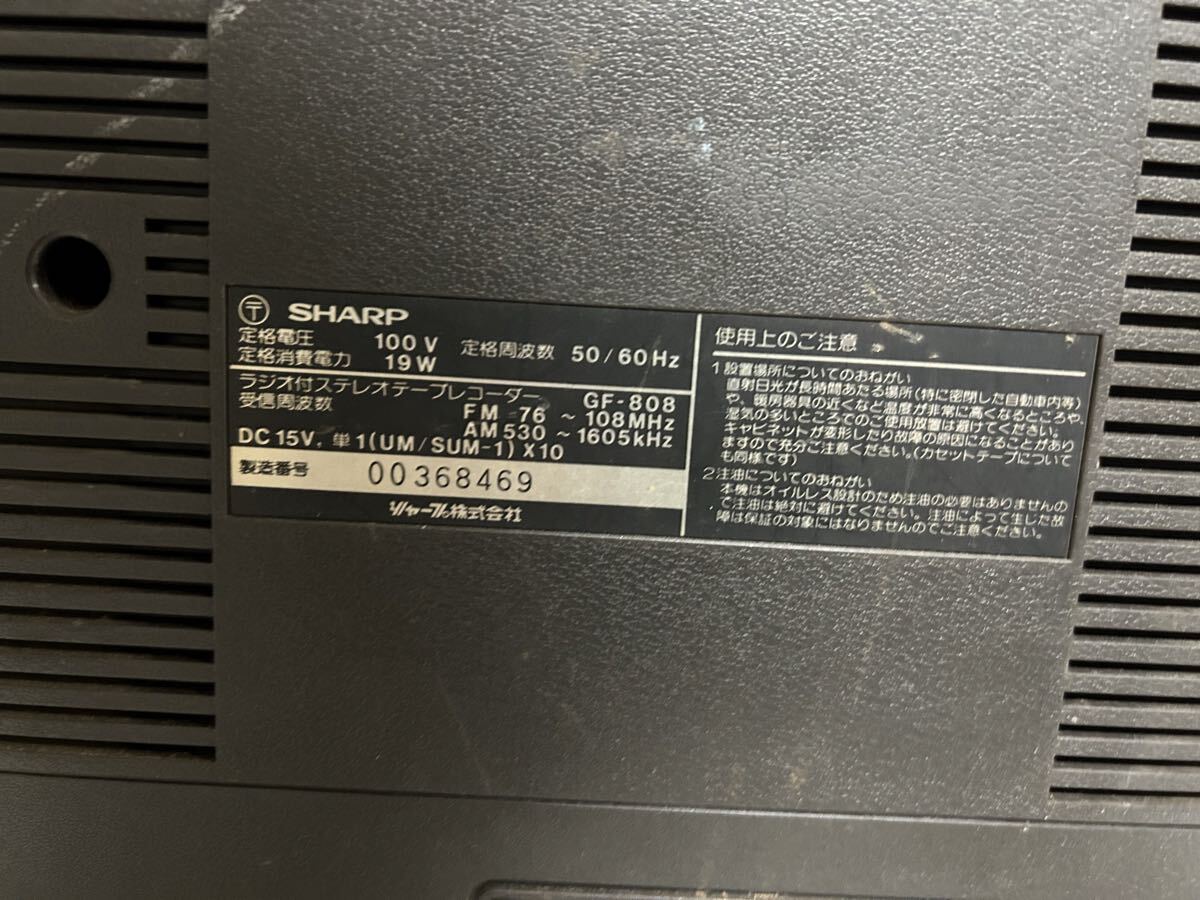 〒 SHARP
定格電圧 100V 定格周波数 50/60Hz
定格消費電力 19W
ラジオ付ステレオテープレコーダー GF-808
受信周波数 FM 76 ~ 108MHz
AM 530 ~ 1605kHz
DC 15V, 単1(UM/SUM-1)X10
製造番号 00368469
シャープ株式会社
使用上のご注意
1 設置場所についてのおねがい
直射日光が長時間あたる場所(特に密閉した自動車内等)
や、暖房器具の近くなど温度が非常に高くなるところや、
湿気の多いところでのご使用放置は避けてください。
キャビネットが変形したり故障の原因になることがあり
ますので充分ご注意ください。(カセットテープについて
も同様です)
2 注油についてのおねがい
本機はオイルレス設計のため注油の必要はありませんの
で注油は絶対に避けてください。注油によって生じた故
障は保証の対象にはなりませんのでご注意ください。